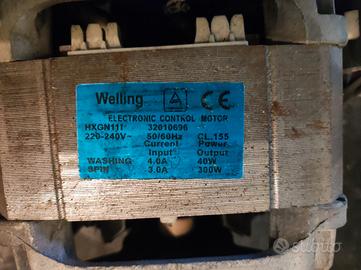 Welling CE
ELECTRONIC CONTROL MOTOR
HXGN11I 32010696
220-240V~ 50/60Hz CL.155
Current Power
Input Output
WASHING 4.0A 40W
SPIN 3.0A 300W
subito